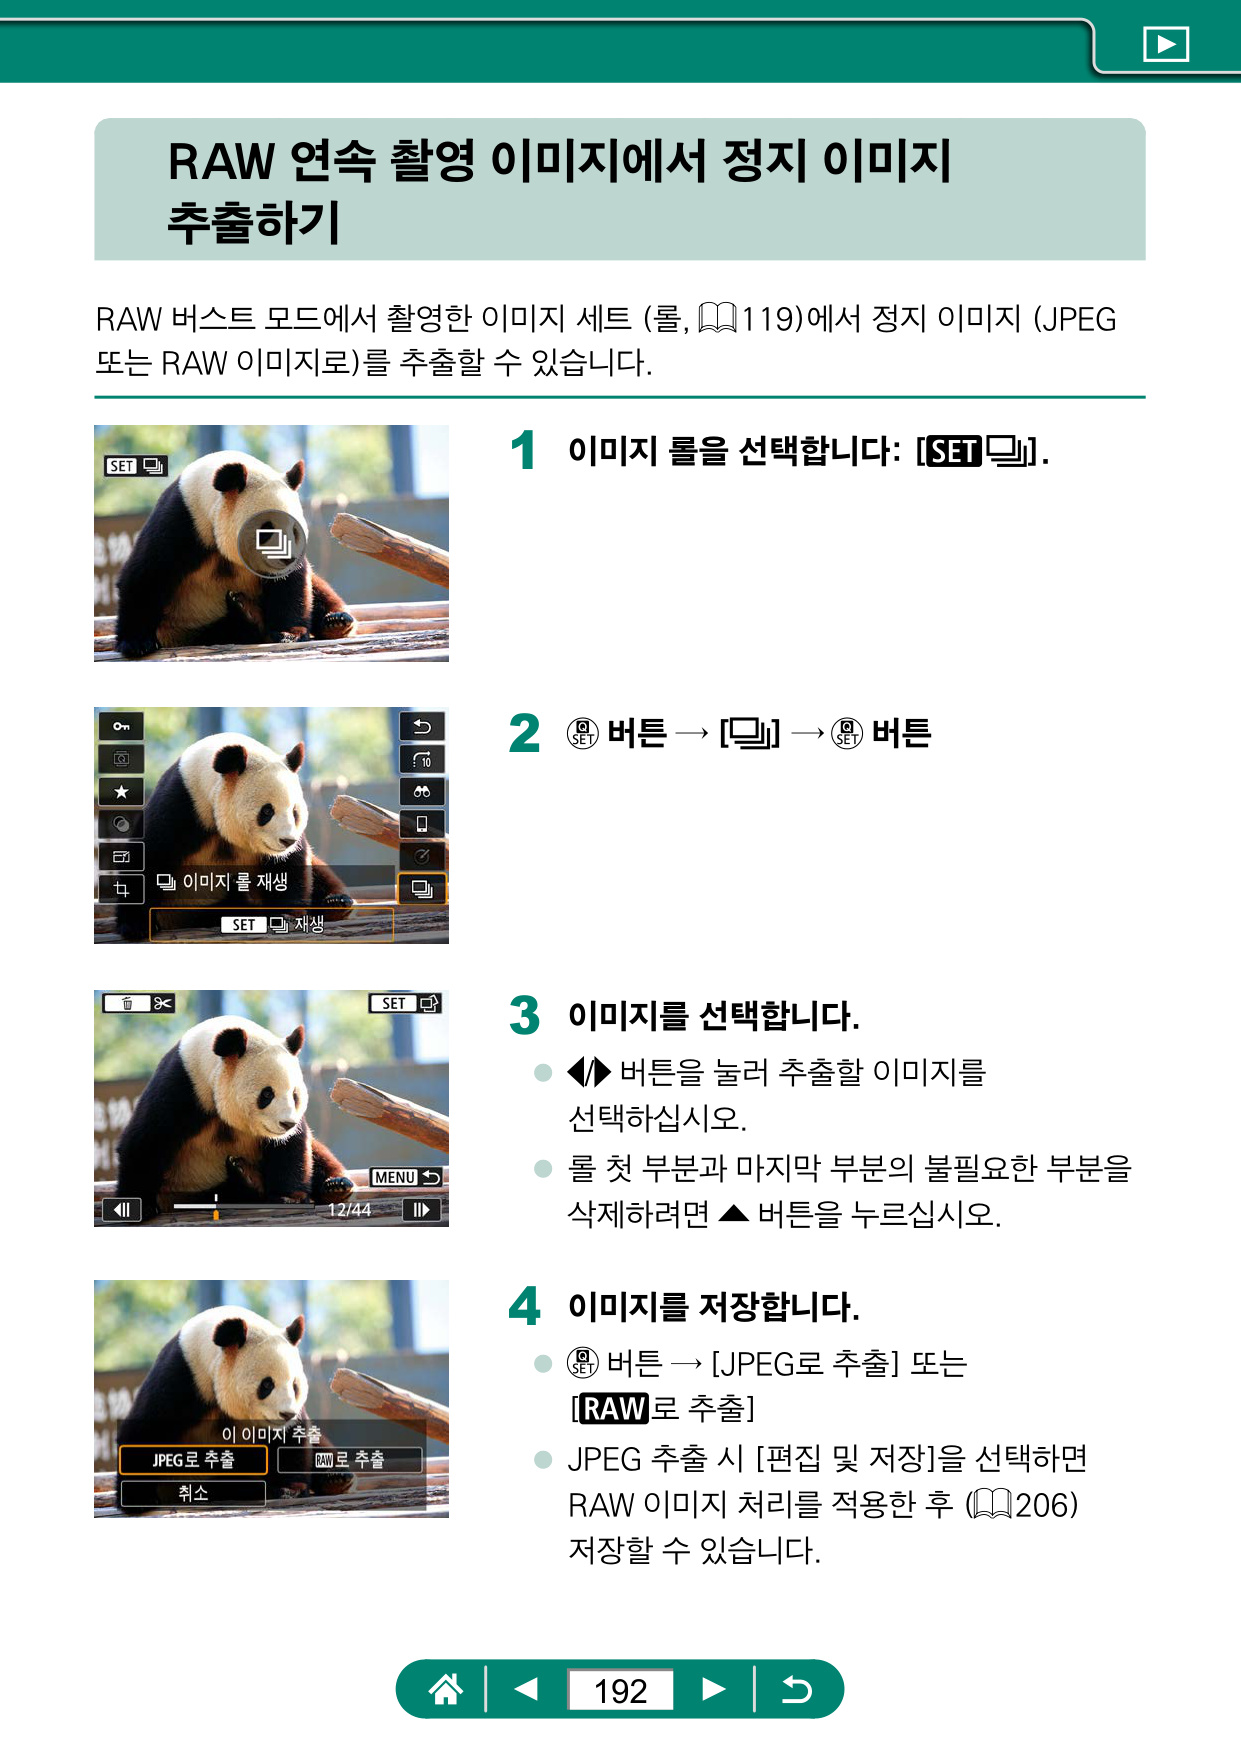 RAW 연속 촬영 이미지에서 정지 이미지
추출하기
RAW 버스트 모드에서 촬영한 이미지 세트 (롤, 119)에서 정지 이미지 (JPEG
또는 RAW 이미지로)를 추출할 수 있습니다.
SET
1 이미지 롤을 선택합니다: [SET].
10
이미지 롤 재생
SET 재생
2 Q SET 버튼 → [] → Q SET 버튼
SET
MENU
12/44
3 이미지를 선택합니다.
● ◀/▶ 버튼을 눌러 추출할 이미지를
선택하십시오.
● 롤 첫 부분과 마지막 부분의 불필요한 부분을
삭제하려면 ▲ 버튼을 누르십시오.
이 이미지 추출
JPEG로 추출 RAW로 추출
취소
4 이미지를 저장합니다.
● Q SET 버튼 → [JPEG로 추출] 또는
[RAW로 추출]
● JPEG 추출 시 [편집 및 저장]을 선택하면
RAW 이미지 처리를 적용한 후 (206)
저장할 수 있습니다.
192